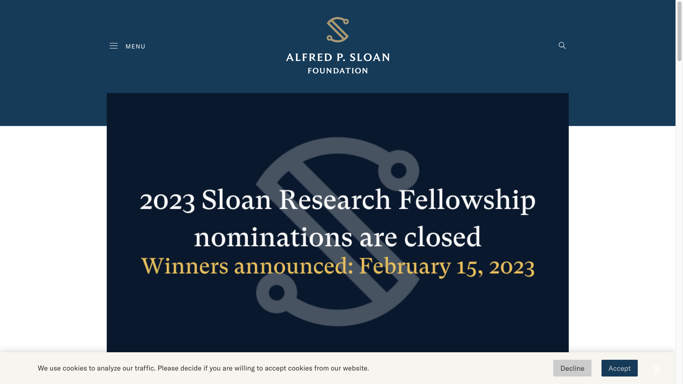 MENU
ALFRED P. SLOAN
FOUNDATION
2023 Sloan Research Fellowship
nominations are closed
Winners announced: February 15, 2023
We use cookies to analyze our traffic. Please decide if you are willing to accept cookies from our website.
Decline
Accept